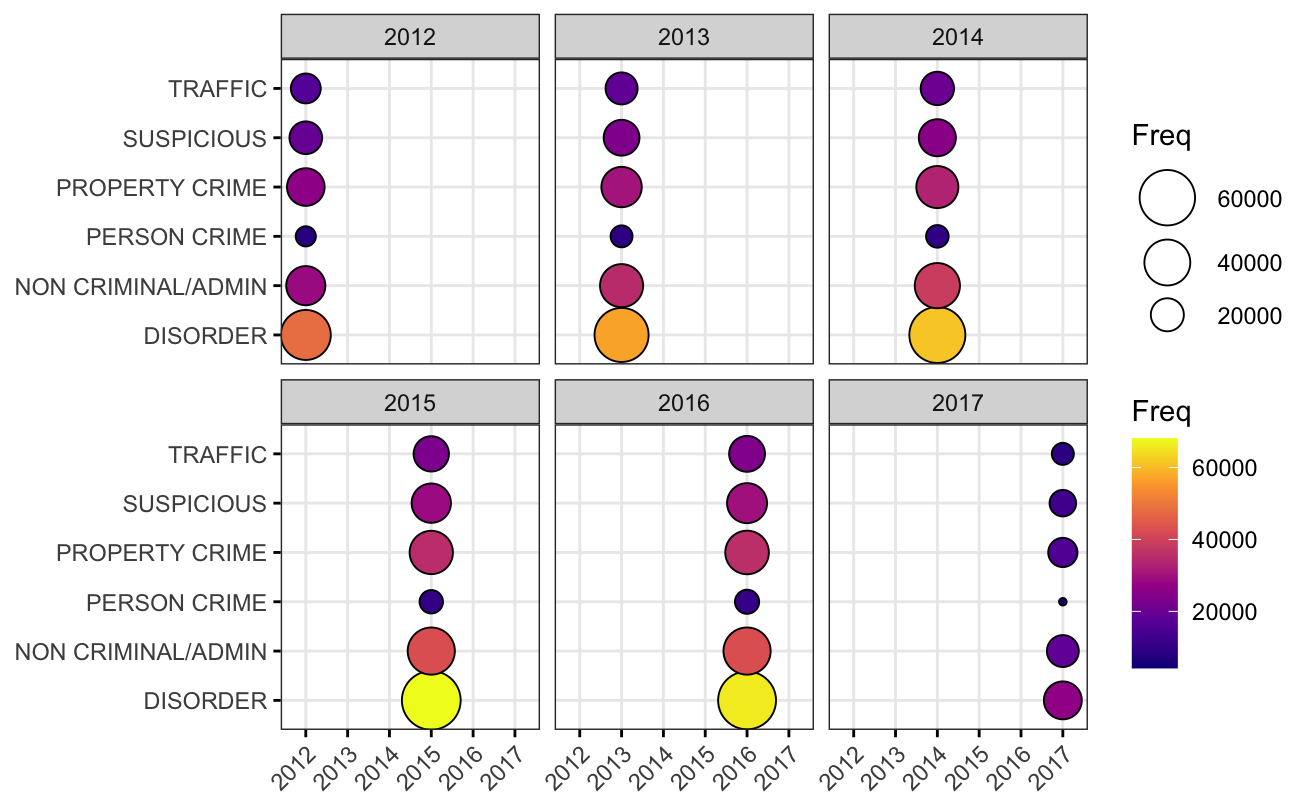 2012 2013 2014
TRAFFIC
SUSPICIOUS
PROPERTY CRIME
PERSON CRIME
NON CRIMINAL/ADMIN
DISORDER
2015 2016 2017
TRAFFIC
SUSPICIOUS
PROPERTY CRIME
PERSON CRIME
NON CRIMINAL/ADMIN
DISORDER
2012 2013 2014 2015 2016 2017 2012 2013 2014 2015 2016 2017 2012 2013 2014 2015 2016 2017
Freq
60000
40000
20000
Freq
60000
40000
20000